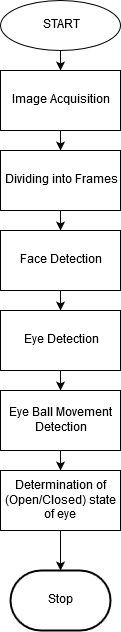 START
Image Acquisition
Dividing into Frames
Face Detection
Eye Detection
Eye Ball Movement
Detection
Determination of
(Open/Closed) state
of eye
Stop